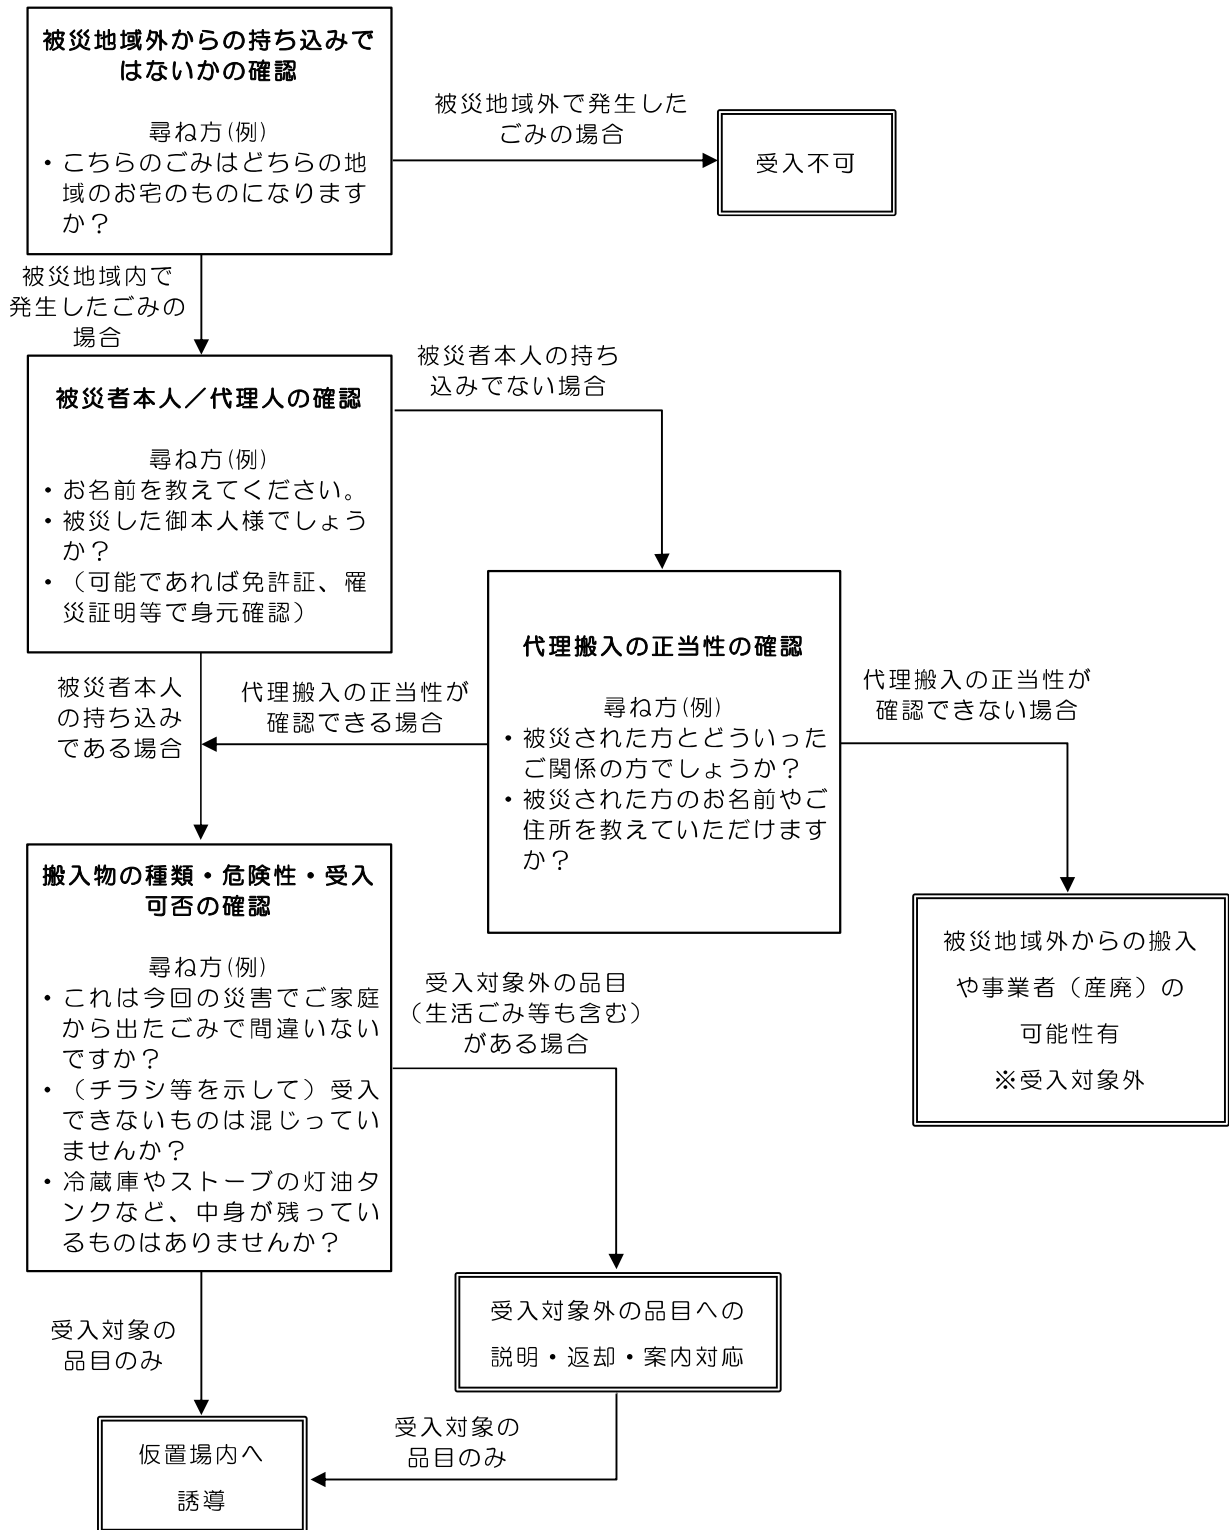 被災地域外からの持ち込みで
はないかの確認
尋ね方(例)
・こちらのごみはどちらの地
域のお宅のものになります
か？
被災地域外で発生した
ごみの場合
受入不可
被災地域内で
発生したごみの
場合
被災者本人／代理人の確認
尋ね方(例)
・お名前を教えてください。
・被災した御本人様でしょう
か？
・（可能であれば免許証、罹
災証明等で身元確認）
被災者本人の持ち
込みでない場合
代理搬入の正当性の確認
尋ね方(例)
・被災された方とどういった
ご関係の方でしょうか？
・被災された方のお名前やご
住所を教えていただけます
か？
被災者本人
の持ち込み
である場合
代理搬入の正当性が
確認できる場合
代理搬入の正当性が
確認できない場合
被災地域外からの搬入
や事業者（産廃）の
可能性有
※受入対象外
搬入物の種類・危険性・受入
可否の確認
尋ね方(例)
・これは今回の災害でご家庭
から出たごみで間違いない
ですか？
・（チラシ等を示して）受入
できないものは混じってい
ませんか？
・冷蔵庫やストーブの灯油タ
ンクなど、中身が残ってい
るものはありませんか？
受入対象外の品目
（生活ごみ等も含む）
がある場合
受入対象外の品目への
説明・返却・案内対応
受入対象の
品目のみ
受入対象の
品目のみ
仮置場内へ
誘導